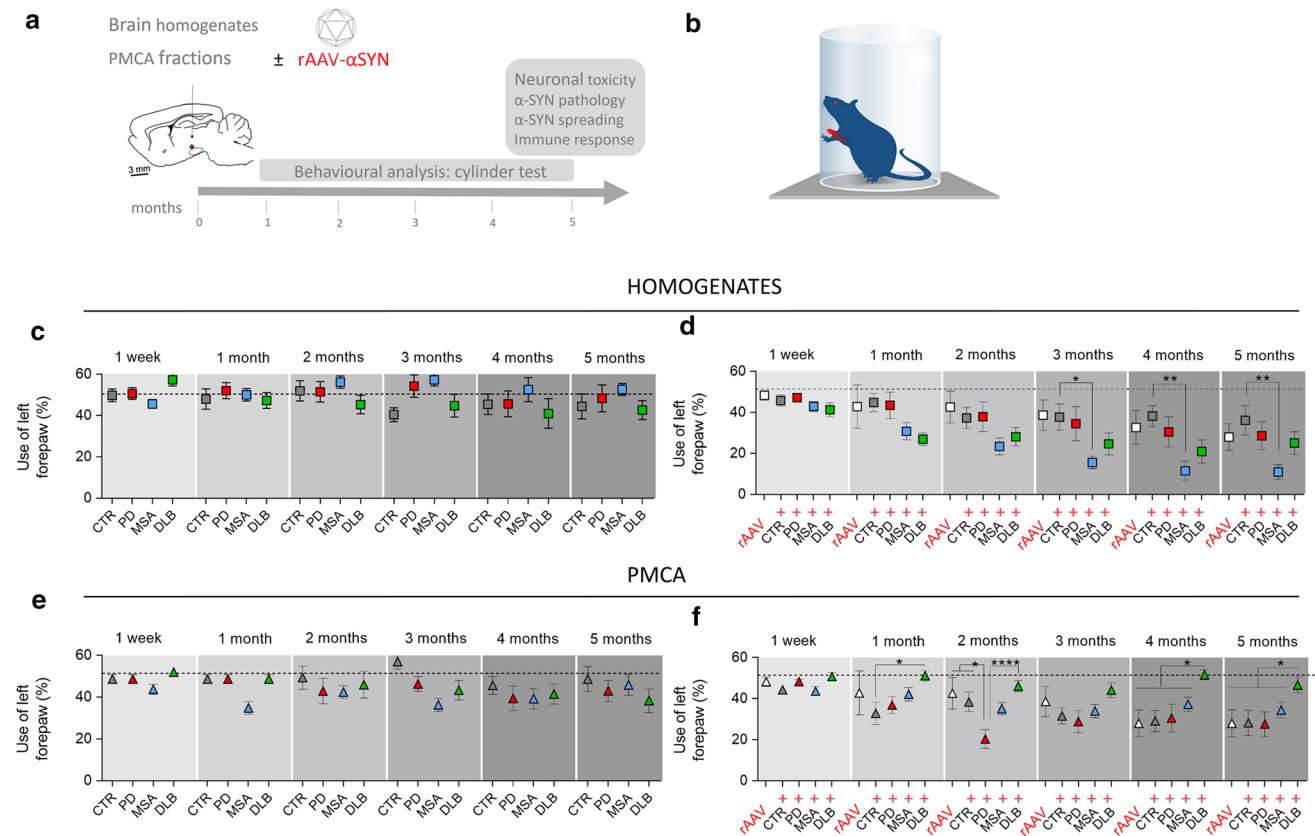 a
Brain homogenates
PMCA fractions ± rAAV-αSYN
Neuronal toxicity
α-SYN pathology
α-SYN spreading
Immune response
3 mm
Behavioural analysis: cylinder test
months
0 1 2 3 4 5
b
HOMOGENATES
c
1 week 1 month 2 months 3 months 4 months 5 months
Use of left
forepaw (%)
60
40
20
0
CTR PD MSA DLB CTR PD MSA DLB CTR PD MSA DLB CTR PD MSA DLB CTR PD MSA DLB CTR PD MSA DLB
d
1 week 1 month 2 months 3 months 4 months 5 months
* ** **
Use of left
forepaw (%)
60
40
20
0
+ + + + + + + + + + + + + + + + + + + + + + + +
rAAV CTR PD MSA DLB rAAV CTR PD MSA DLB rAAV CTR PD MSA DLB rAAV CTR PD MSA DLB rAAV CTR PD MSA DLB rAAV CTR PD MSA DLB
PMCA
e
1 week 1 month 2 months 3 months 4 months 5 months
Use of left
forepaw (%)
60
40
20
0
CTR PD MSA DLB CTR PD MSA DLB CTR PD MSA DLB CTR PD MSA DLB CTR PD MSA DLB CTR PD MSA DLB
f
1 week 1 month 2 months 3 months 4 months 5 months
* * **** * *
Use of left
forepaw (%)
60
40
20
0
+ + + + + + + + + + + + + + + + + + + + + + + +
rAAV CTR PD MSA DLB rAAV CTR PD MSA DLB rAAV CTR PD MSA DLB rAAV CTR PD MSA DLB rAAV CTR PD MSA DLB rAAV CTR PD MSA DLB